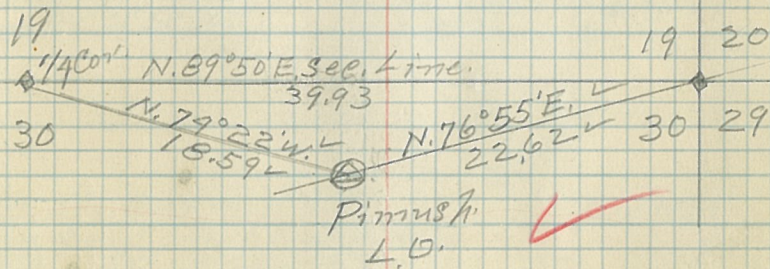 19
1/4 Cor. N.89°50'E. Sec. Line.
39.93
19 20
30
N.74°22'W. ✓
18.59 ✓
N.76°55'E. ✓
22.62 ✓
30 29
Pimush.
L.O.